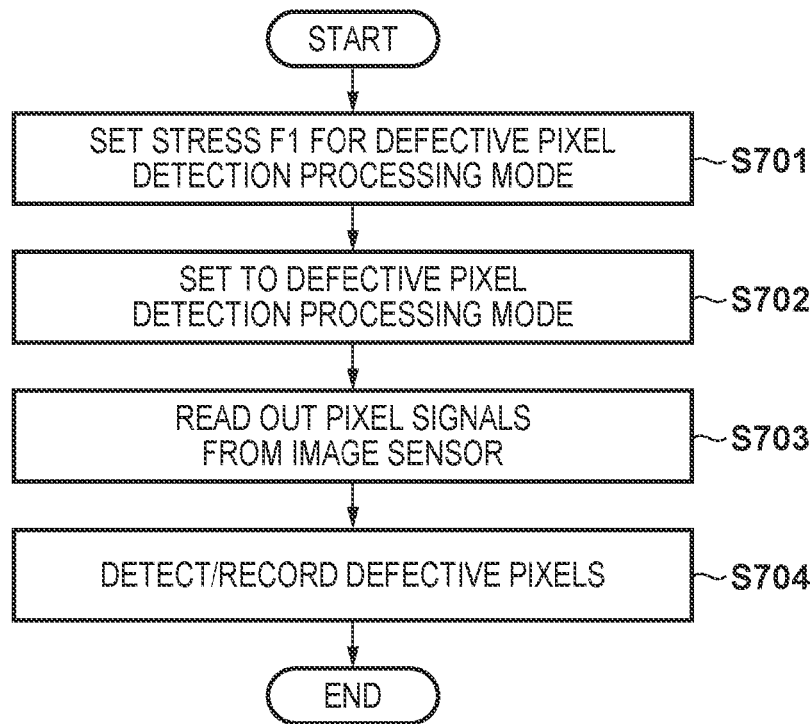 START
SET STRESS F1 FOR DEFECTIVE PIXEL
DETECTION PROCESSING MODE
S701
SET TO DEFECTIVE PIXEL
DETECTION PROCESSING MODE
S702
READ OUT PIXEL SIGNALS
FROM IMAGE SENSOR
S703
DETECT/RECORD DEFECTIVE PIXELS
S704
END